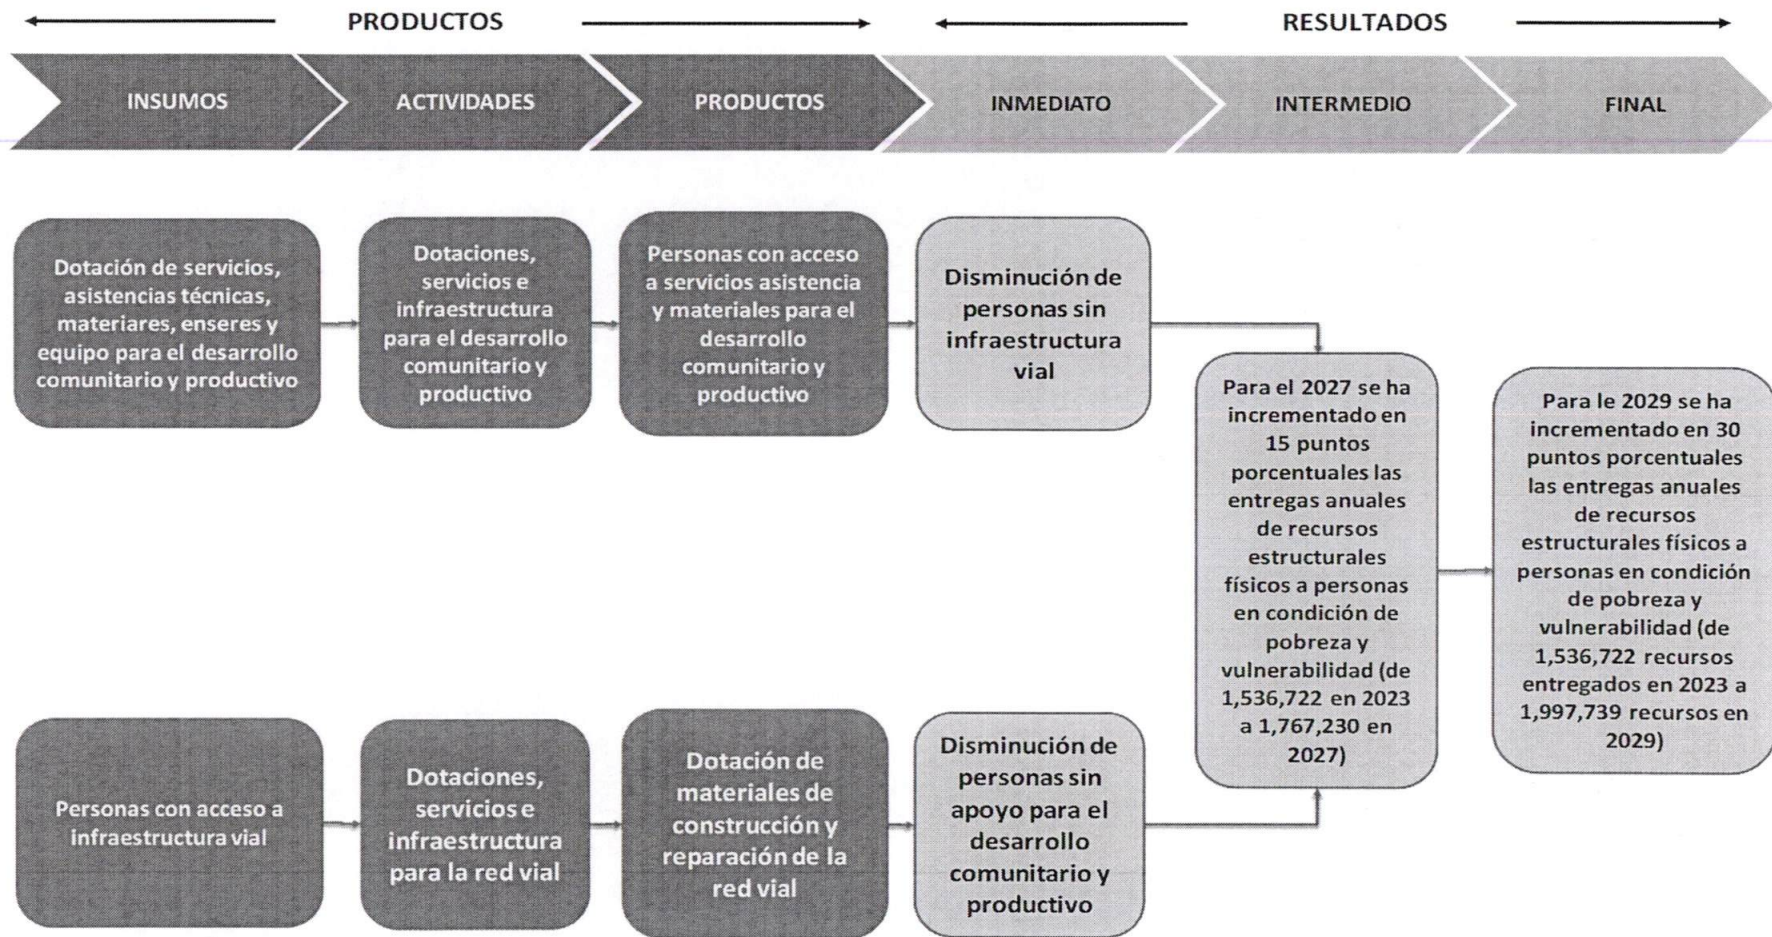 PRODUCTOS
RESULTADOS
INSUMOS
ACTIVIDADES
PRODUCTOS
INMEDIATO
INTERMEDIO
FINAL
Dotación de servicios,
asistencias técnicas,
materiares, enseres y
equipo para el desarrollo
comunitario y productivo
Dotaciones,
servicios e
infraestructura
para el desarrollo
comunitario y
productivo
Personas con acceso
a servicios asistencia
y materiales para el
desarrollo
comunitario y
productivo
Disminución de
personas sin
infraestructura
vial
Para el 2027 se ha
incrementado en
15 puntos
porcentuales las
entregas anuales
de recursos
estructurales
físicos a personas
en condición de
pobreza y
vulnerabilidad (de
1,536,722 en 2023
a 1,767,230 en
2027)
Para le 2029 se ha
incrementado en 30
puntos porcentuales
las entregas anuales
de recursos
estructurales físicos a
personas en condición
de pobreza y
vulnerabilidad (de
1,536,722 recursos
entregados en 2023 a
1,997,739 recursos en
2029)
Personas con acceso a
infraestructura vial
Dotaciones,
servicios e
infraestructura
para la red vial
Dotación de
materiales de
construcción y
reparación de la
red vial
Disminución de
personas sin
apoyo para el
desarrollo
comunitario y
productivo